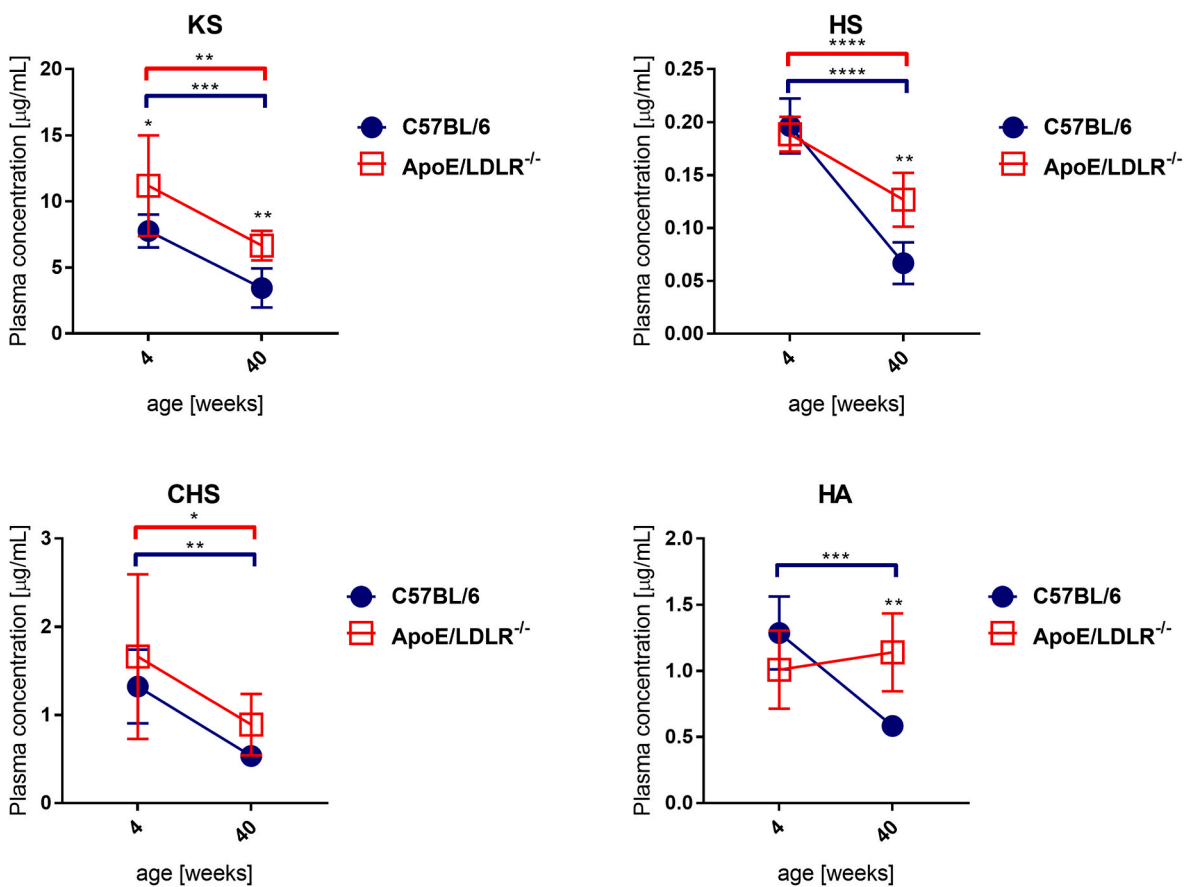 KS
Plasma concentration [µg/mL]
20
15
10
5
0
**
***
*
**
4
40
age [weeks]
C57BL/6
ApoE/LDLR-/-
HS
Plasma concentration [µg/mL]
0.25
0.20
0.15
0.10
0.05
0.00
****
****
**
4
40
age [weeks]
C57BL/6
ApoE/LDLR-/-
CHS
Plasma concentration [µg/mL]
3
2
1
0
*
**
4
40
age [weeks]
C57BL/6
ApoE/LDLR-/-
HA
Plasma concentration [µg/mL]
2.0
1.5
1.0
0.5
0.0
***
**
4
40
age [weeks]
C57BL/6
ApoE/LDLR-/-